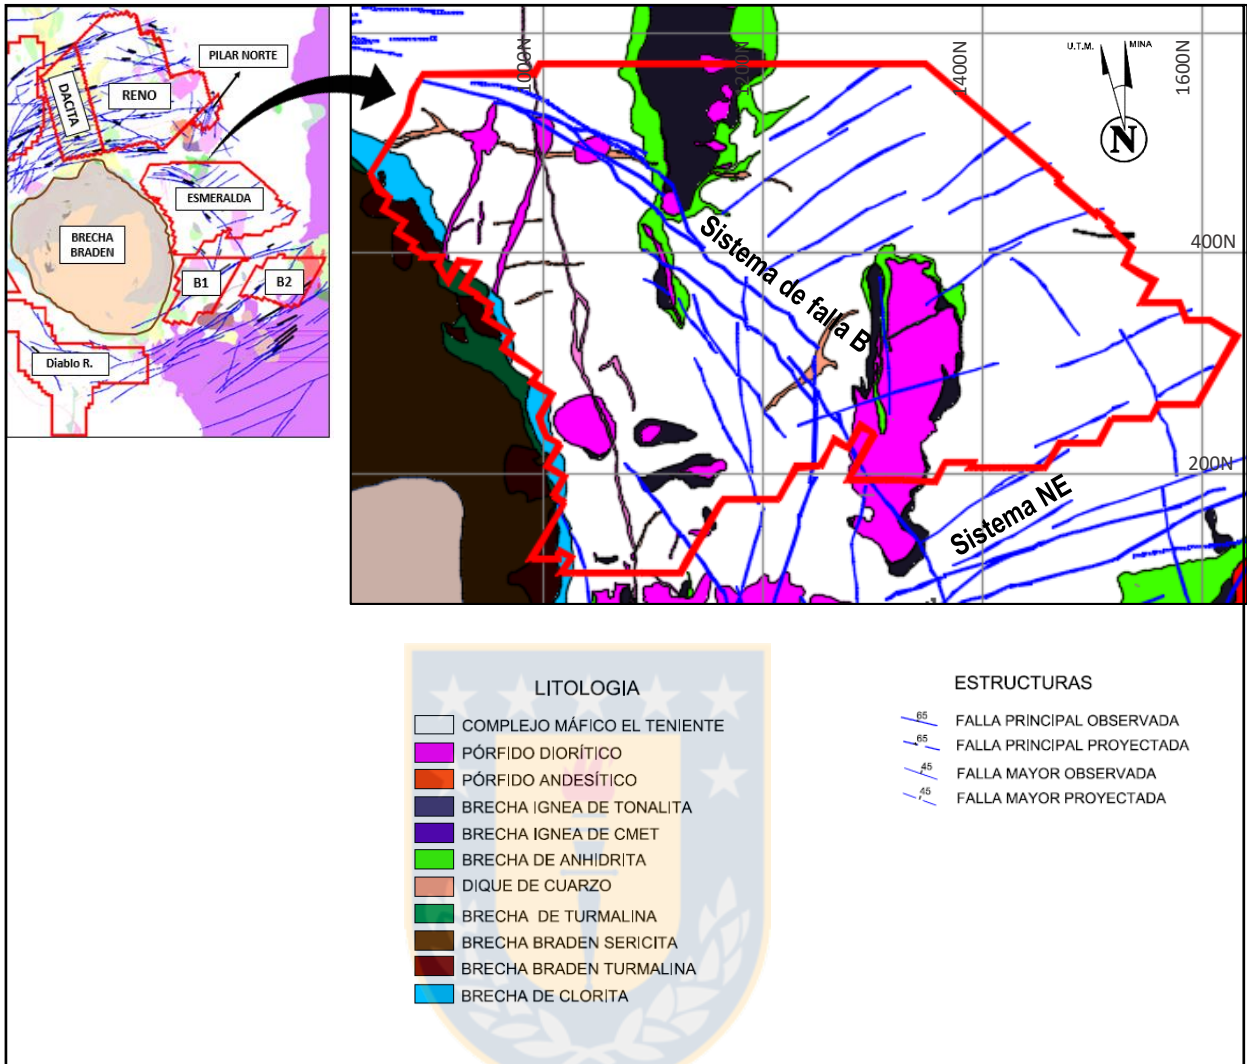 PILAR NORTE
DACITA
RENO
ESMERALDA
BRECHA
BRADEN
B1
B2
Diablo R.
1000N
1200N
1400N
1600N
U.T.M.
MINA
N
400N
200N
Sistema de falla B
Sistema NE
LITOLOGIA
COMPLEJO MÁFICO EL TENIENTE
PÓRFIDO DIORÍTICO
PÓRFIDO ANDESÍTICO
BRECHA IGNEA DE TONALITA
BRECHA IGNEA DE CMET
BRECHA DE ANHIDRITA
DIQUE DE CUARZO
BRECHA DE TURMALINA
BRECHA BRADEN SERICITA
BRECHA BRADEN TURMALINA
BRECHA DE CLORITA
ESTRUCTURAS
65 FALLA PRINCIPAL OBSERVADA
65 FALLA PRINCIPAL PROYECTADA
45 FALLA MAYOR OBSERVADA
45 FALLA MAYOR PROYECTADA